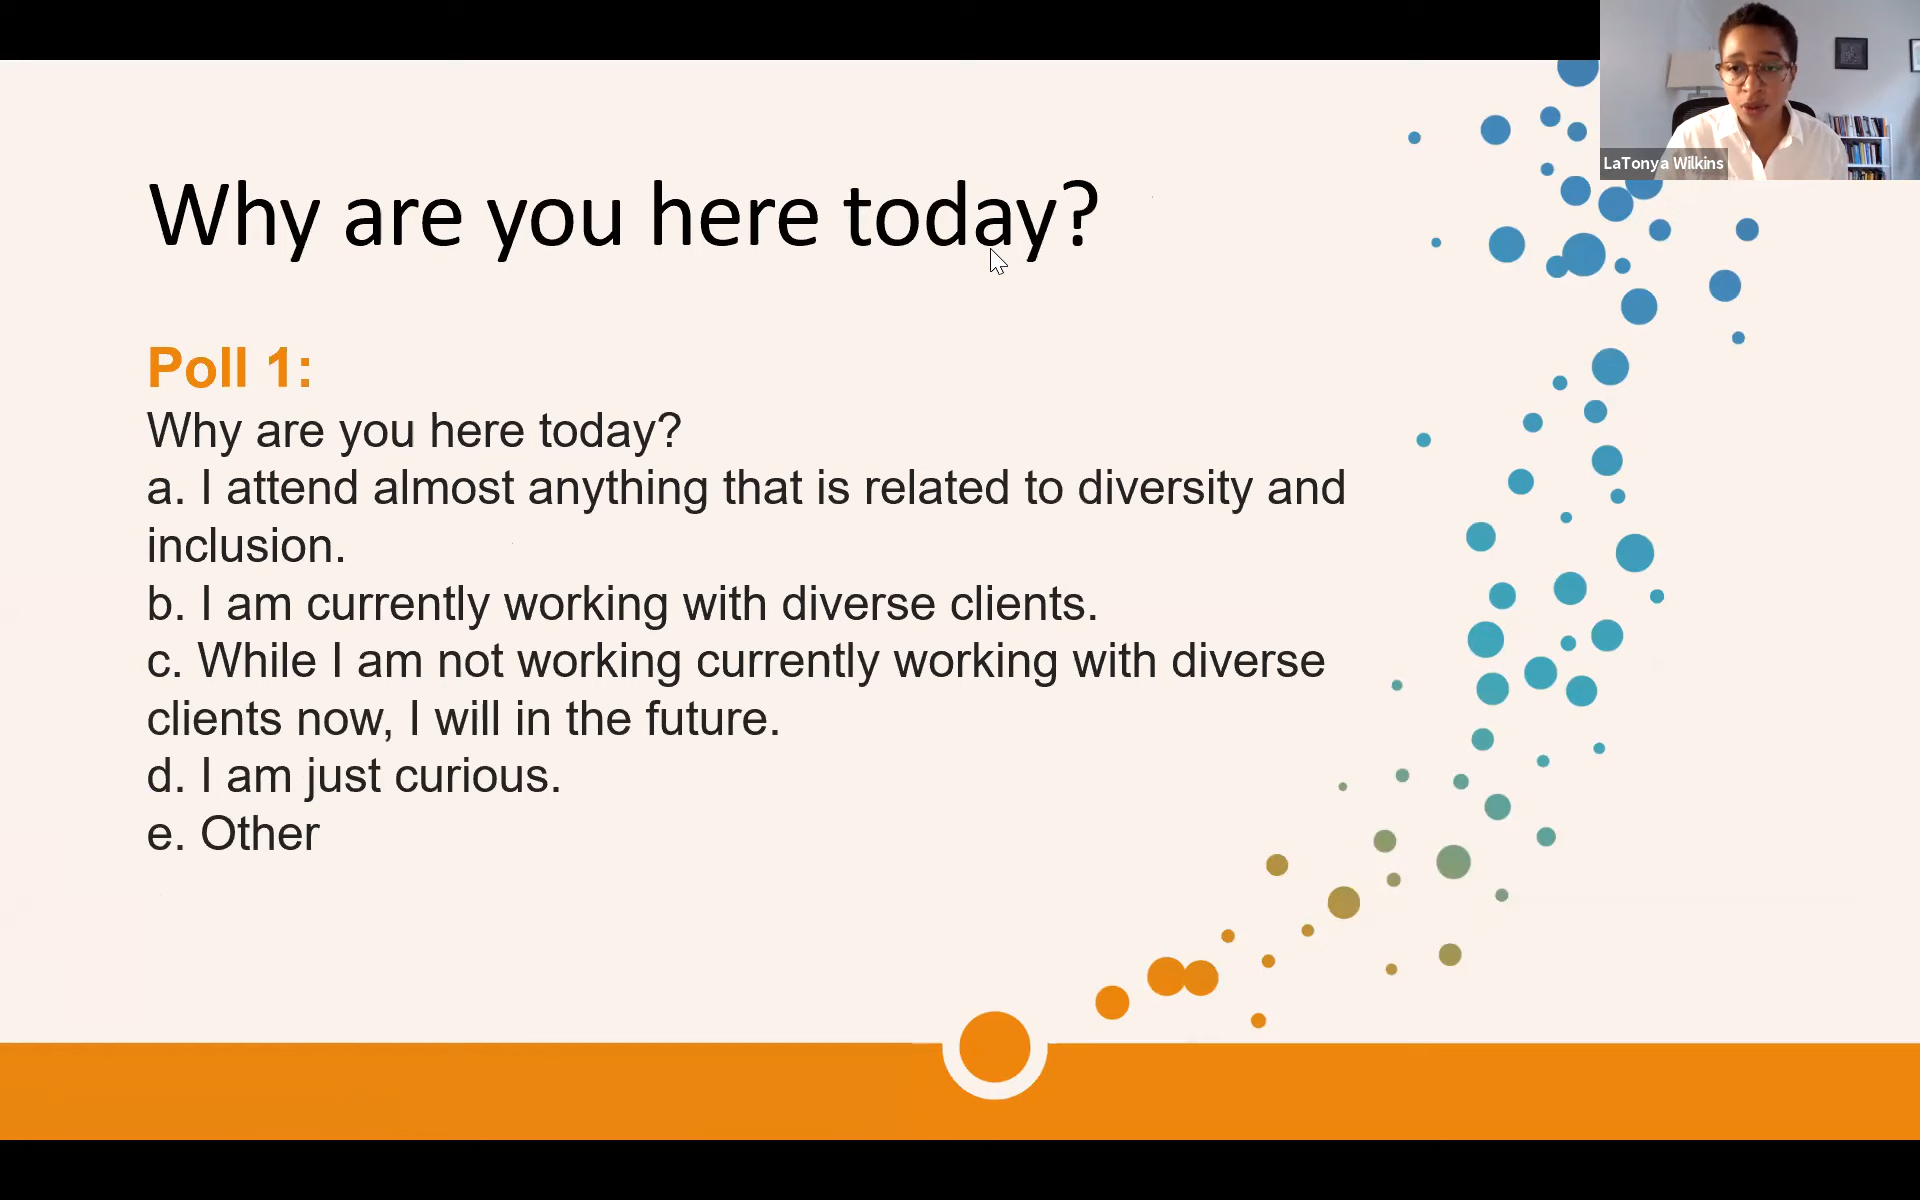 Why are you here today?
LaTonya Wilkins
Poll 1:
Why are you here today?
a. I attend almost anything that is related to diversity and
inclusion.
b. I am currently working with diverse clients.
c. While I am not working currently working with diverse
clients now, I will in the future.
d. I am just curious.
e. Other